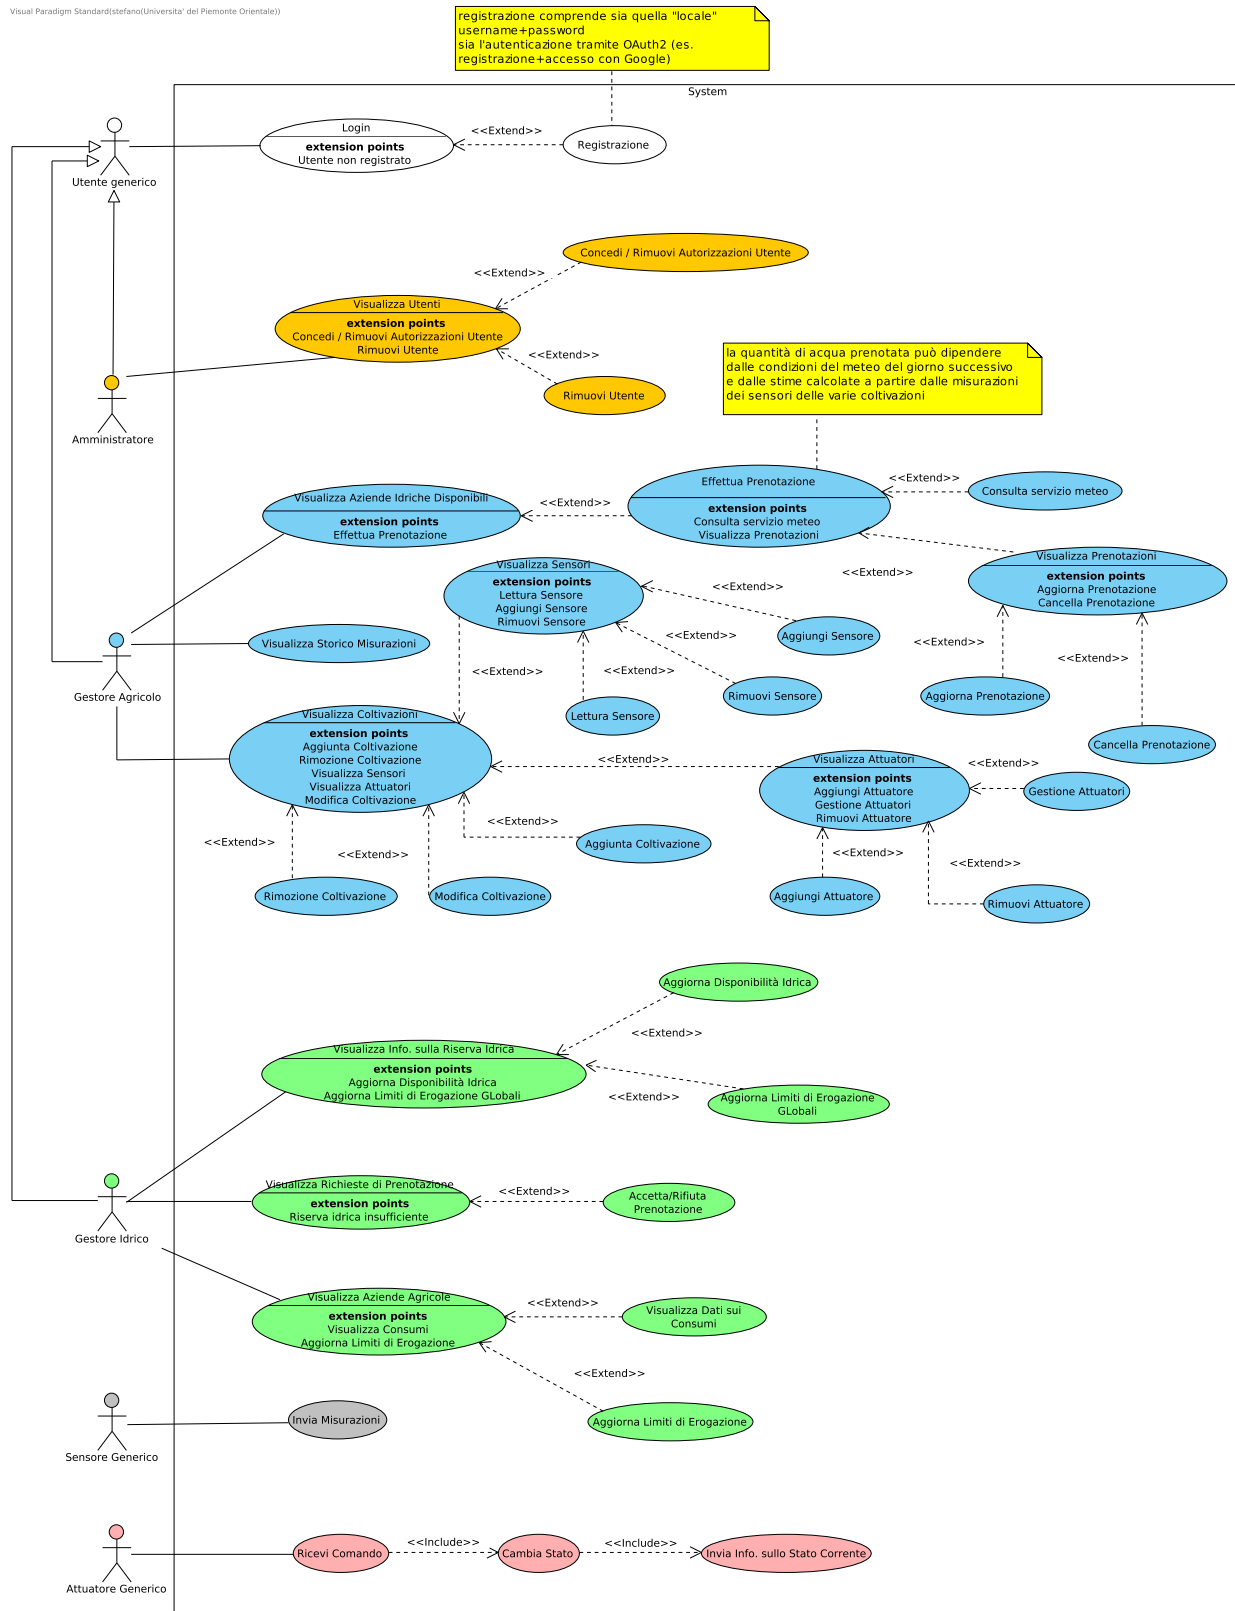 Visual Paradigm Standard(stefano(Universita' del Piemonte Orientale))
registrazione comprende sia quella "locale"
username+password
sia l'autenticazione tramite OAuth2 (es.
registrazione+accesso con Google)
System
Login
extension points
Utente non registrato
<<Extend>>
Registrazione
Utente generico
Concedi / Rimuovi Autorizzazioni Utente
<<Extend>>
Visualizza Utenti
extension points
Concedi / Rimuovi Autorizzazioni Utente
Rimuovi Utente
<<Extend>>
Rimuovi Utente
Amministratore
la quantità di acqua prenotata può dipendere
dalle condizioni del meteo del giorno successivo
e dalle stime calcolate a partire dalle misurazioni
dei sensori delle varie coltivazioni
Visualizza Aziende Idriche Disponibili
extension points
Effettua Prenotazione
<<Extend>>
Effettua Prenotazione
extension points
Consulta servizio meteo
Visualizza Prenotazioni
<<Extend>>
Consulta servizio meteo
<<Extend>>
Visualizza Prenotazioni
extension points
Aggiorna Prenotazione
Cancella Prenotazione
Visualizza Sensori
extension points
Lettura Sensore
Aggiungi Sensore
Rimuovi Sensore
<<Extend>>
Aggiungi Sensore
<<Extend>>
Rimuovi Sensore
<<Extend>>
Lettura Sensore
<<Extend>>
<<Extend>>
Aggiorna Prenotazione
<<Extend>>
Cancella Prenotazione
Visualizza Storico Misurazioni
Gestore Agricolo
Visualizza Coltivazioni
extension points
Aggiunta Coltivazione
Rimozione Coltivazione
Visualizza Sensori
Visualizza Attuatori
Modifica Coltivazione
<<Extend>>
Visualizza Attuatori
extension points
Aggiungi Attuatore
Gestione Attuatori
Rimuovi Attuatore
<<Extend>>
Gestione Attuatori
<<Extend>>
Aggiunta Coltivazione
<<Extend>>
<<Extend>>
Rimozione Coltivazione
Modifica Coltivazione
<<Extend>>
<<Extend>>
Aggiungi Attuatore
Rimuovi Attuatore
Aggiorna Disponibilità Idrica
<<Extend>>
Visualizza Info. sulla Riserva Idrica
extension points
Aggiorna Disponibilità Idrica
Aggiorna Limiti di Erogazione GLobali
<<Extend>>
Aggiorna Limiti di Erogazione
GLobali
Visualizza Richieste di Prenotazione
extension points
Riserva idrica insufficiente
<<Extend>>
Accetta/Rifiuta
Prenotazione
Gestore Idrico
Visualizza Aziende Agricole
extension points
Visualizza Consumi
Aggiorna Limiti di Erogazione
<<Extend>>
Visualizza Dati sui
Consumi
<<Extend>>
Aggiorna Limiti di Erogazione
Invia Misurazioni
Sensore Generico
Ricevi Comando
<<Include>>
Cambia Stato
<<Include>>
Invia Info. sullo Stato Corrente
Attuatore Generico